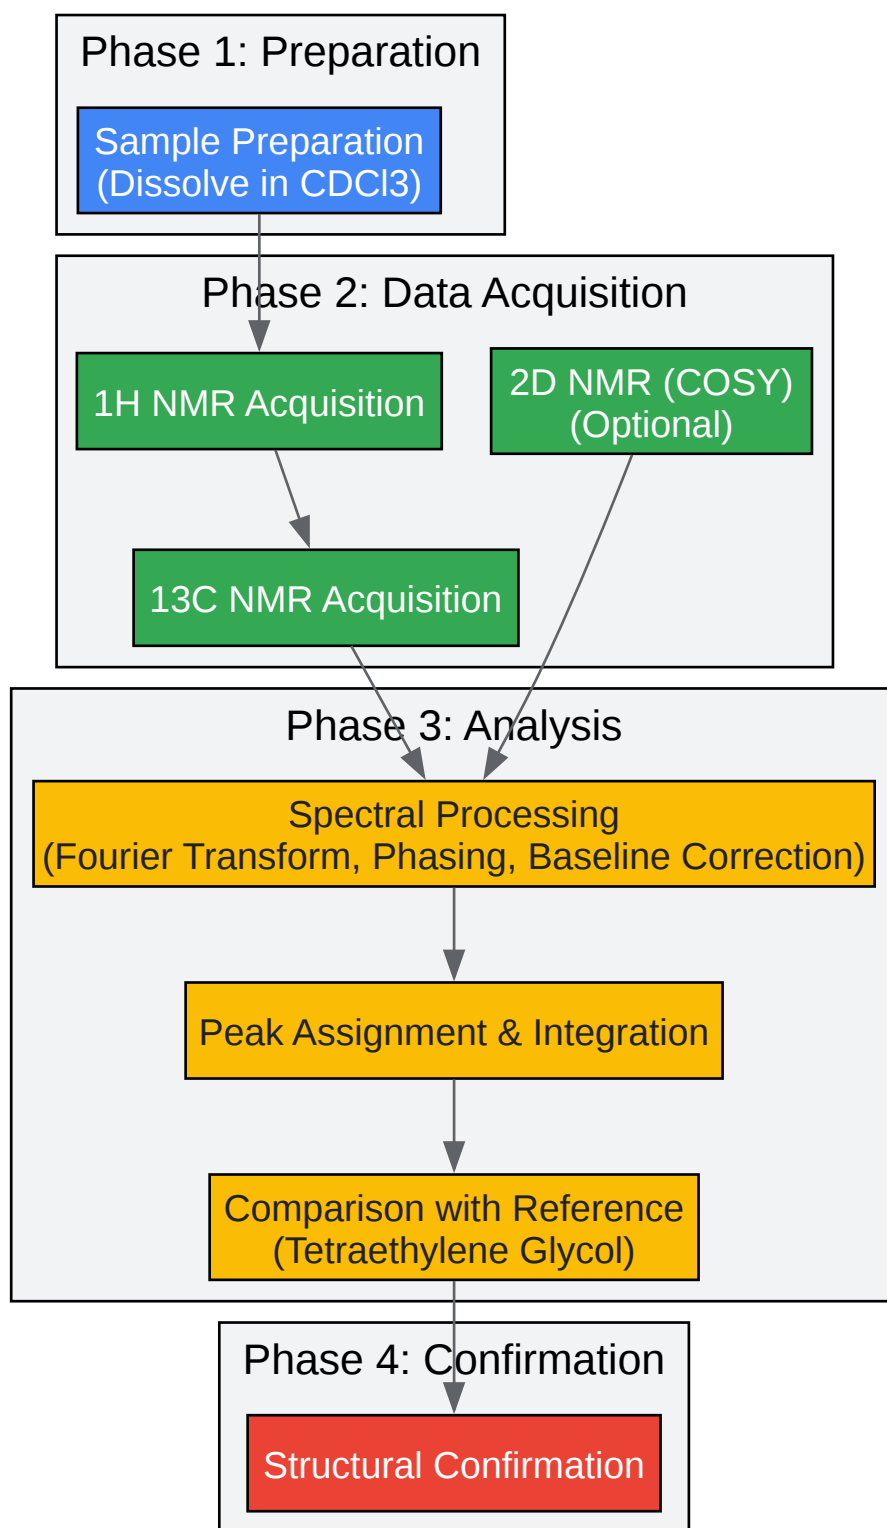 Phase 1: Preparation
Sample Preparation
(Dissolve in CDCl3)
Phase 2: Data Acquisition
1H NMR Acquisition
2D NMR (COSY)
(Optional)
13C NMR Acquisition
Phase 3: Analysis
Spectral Processing
(Fourier Transform, Phasing, Baseline Correction)
Peak Assignment & Integration
Comparison with Reference
(Tetraethylene Glycol)
Phase 4: Confirmation
Structural Confirmation